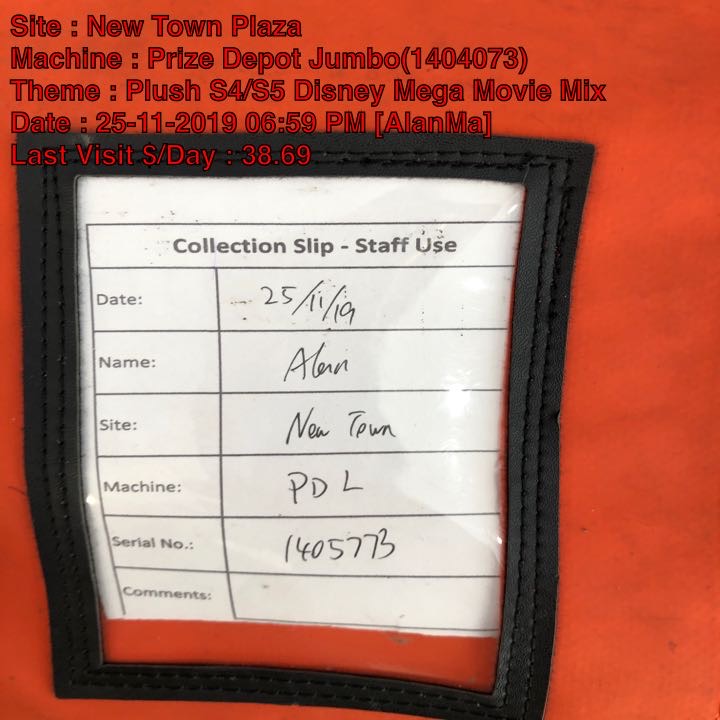 Site : New Town Plaza
Machine : Prize Depot Jumbo(1404073)
Theme : Plush S4/S5 Disney Mega Movie Mix
Date : 25-11-2019 06:59 PM [AlanMa]
Last Visit $/Day : 38.69
Collection Slip - Staff Use
Date: 25/11/19
Name: Alan
Site: New Town
Machine: PD L
Serial No.: 1405773
Comments: